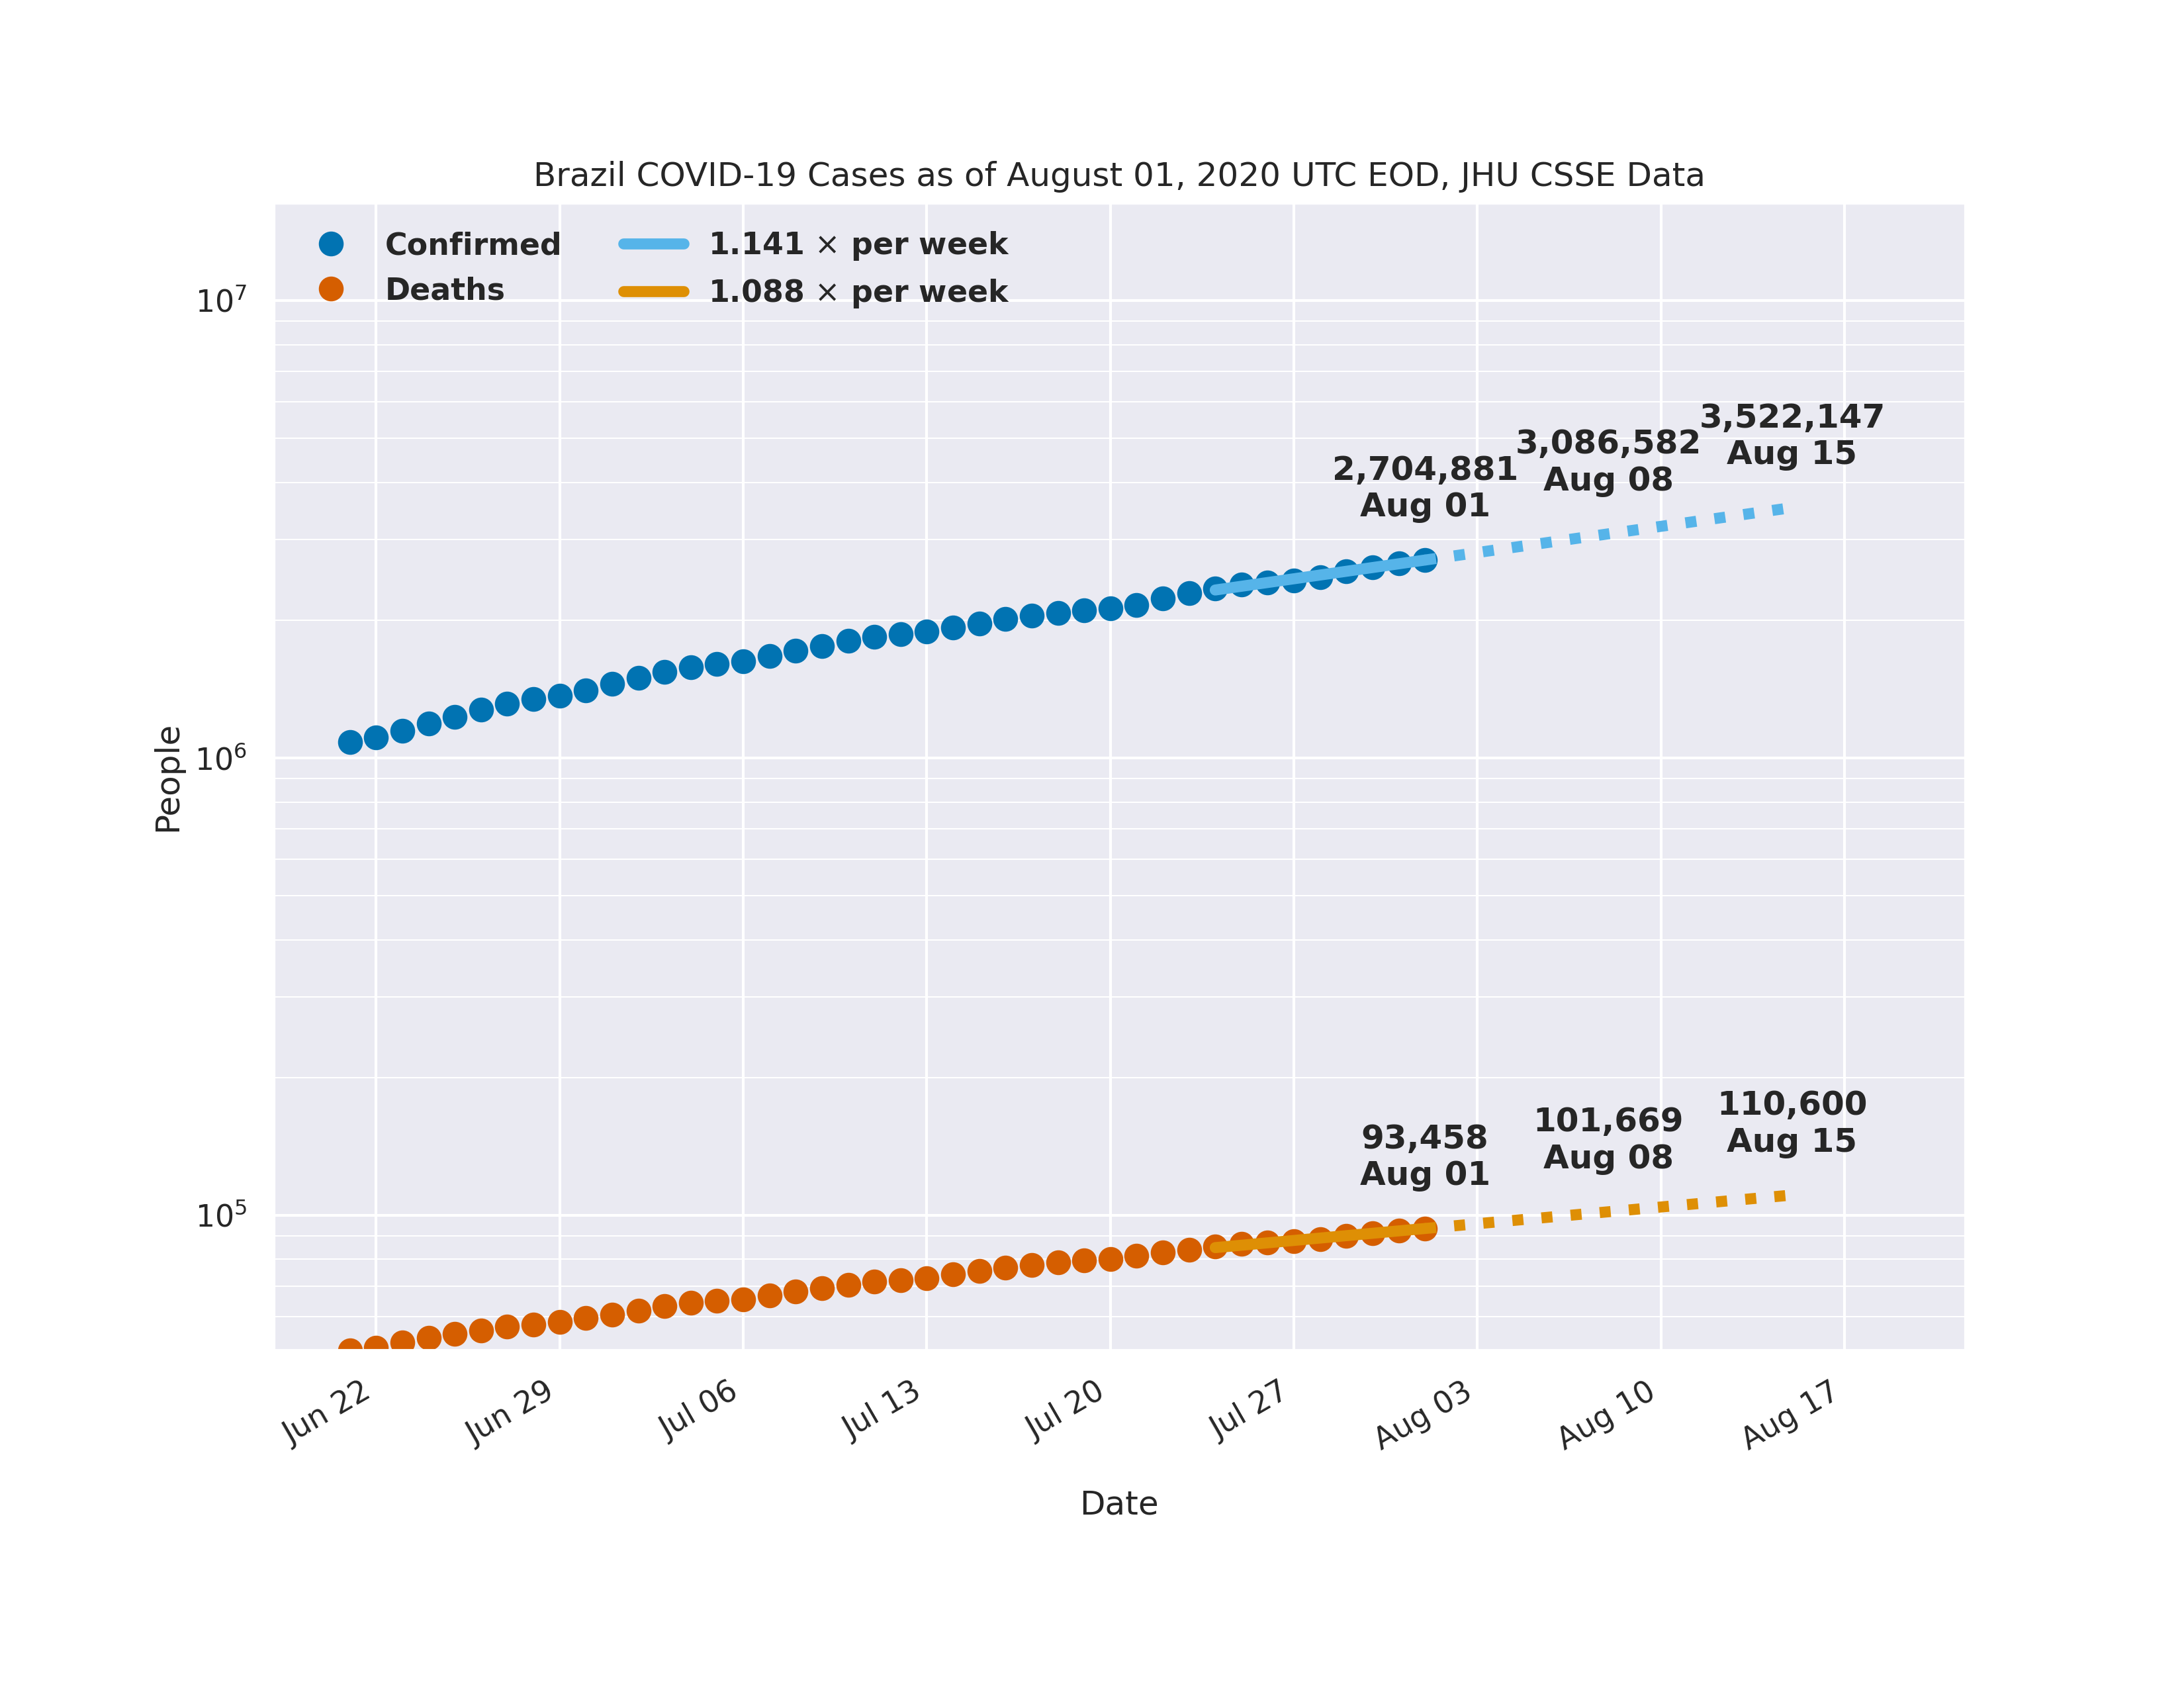 Brazil COVID-19 Cases as of August 01, 2020 UTC EOD, JHU CSSE Data
Confirmed
Deaths
1.141 × per week
1.088 × per week
10⁷
10⁶
10⁵
People
2,704,881
Aug 01
3,086,582
Aug 08
3,522,147
Aug 15
93,458
Aug 01
101,669
Aug 08
110,600
Aug 15
Jun 22
Jun 29
Jul 06
Jul 13
Jul 20
Jul 27
Aug 03
Aug 10
Aug 17
Date